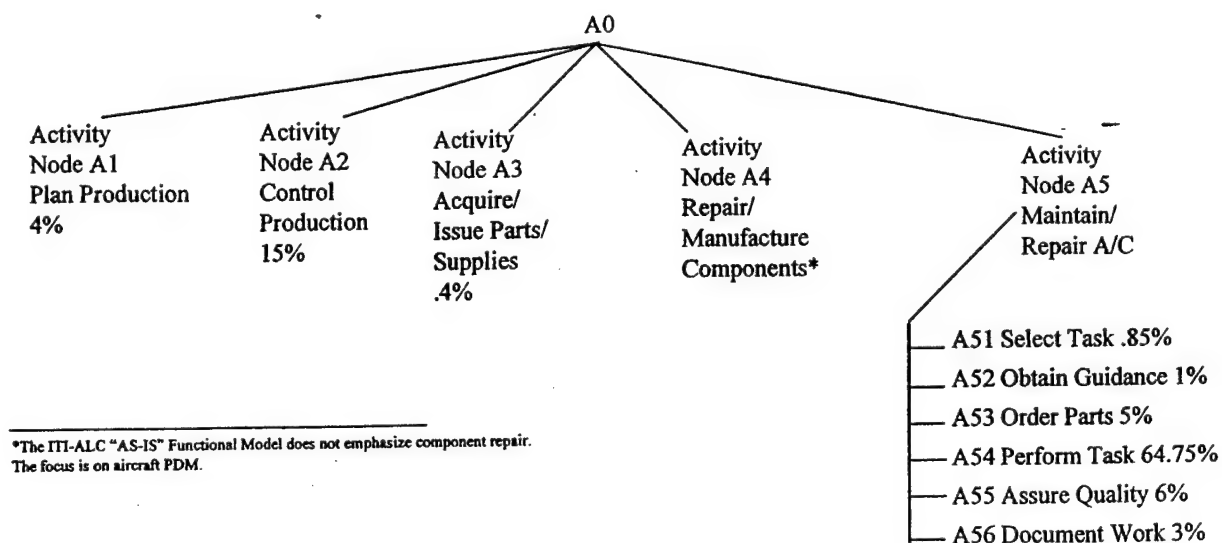 A0
Activity
Node A1
Plan Production
4%
Activity
Node A2
Control
Production
15%
Activity
Node A3
Acquire/
Issue Parts/
Supplies
.4%
Activity
Node A4
Repair/
Manufacture
Components*
Activity
Node A5
Maintain/
Repair A/C
A51 Select Task .85%
A52 Obtain Guidance 1%
A53 Order Parts 5%
A54 Perform Task 64.75%
A55 Assure Quality 6%
A56 Document Work 3%
*The ITI-ALC “AS-IS” Functional Model does not emphasize component repair.
The focus is on aircraft PDM.